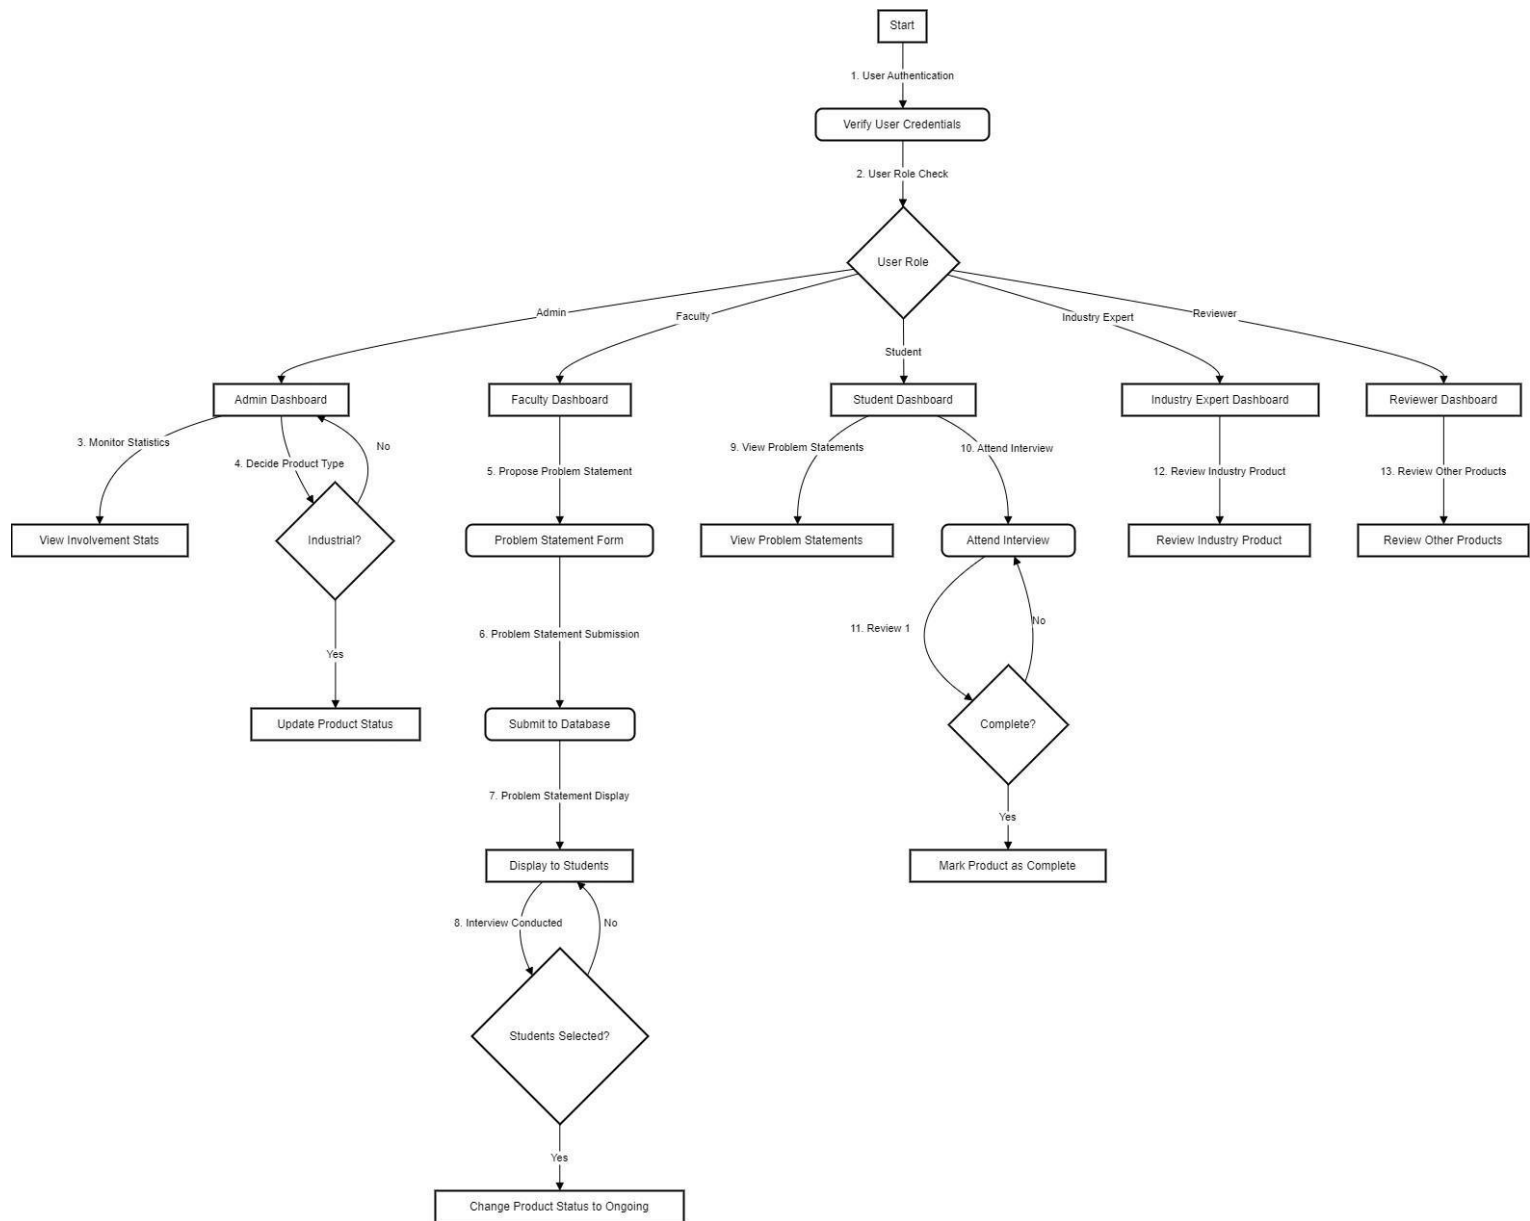 Start
1. User Authentication
Verify User Credentials
2. User Role Check
User Role
Admin
Faculty
Student
Industry Expert
Reviewer
Admin Dashboard
Faculty Dashboard
Student Dashboard
Industry Expert Dashboard
Reviewer Dashboard
3. Monitor Statistics
No
4. Decide Product Type
5. Propose Problem Statement
9. View Problem Statements
10. Attend Interview
12. Review Industry Product
13. Review Other Products
View Involvement Stats
Industrial?
Problem Statement Form
View Problem Statements
Attend Interview
Review Industry Product
Review Other Products
Yes
6. Problem Statement Submission
11. Review 1
No
Update Product Status
Submit to Database
Complete?
7. Problem Statement Display
Yes
Display to Students
Mark Product as Complete
8. Interview Conducted
No
Students Selected?
Yes
Change Product Status to Ongoing